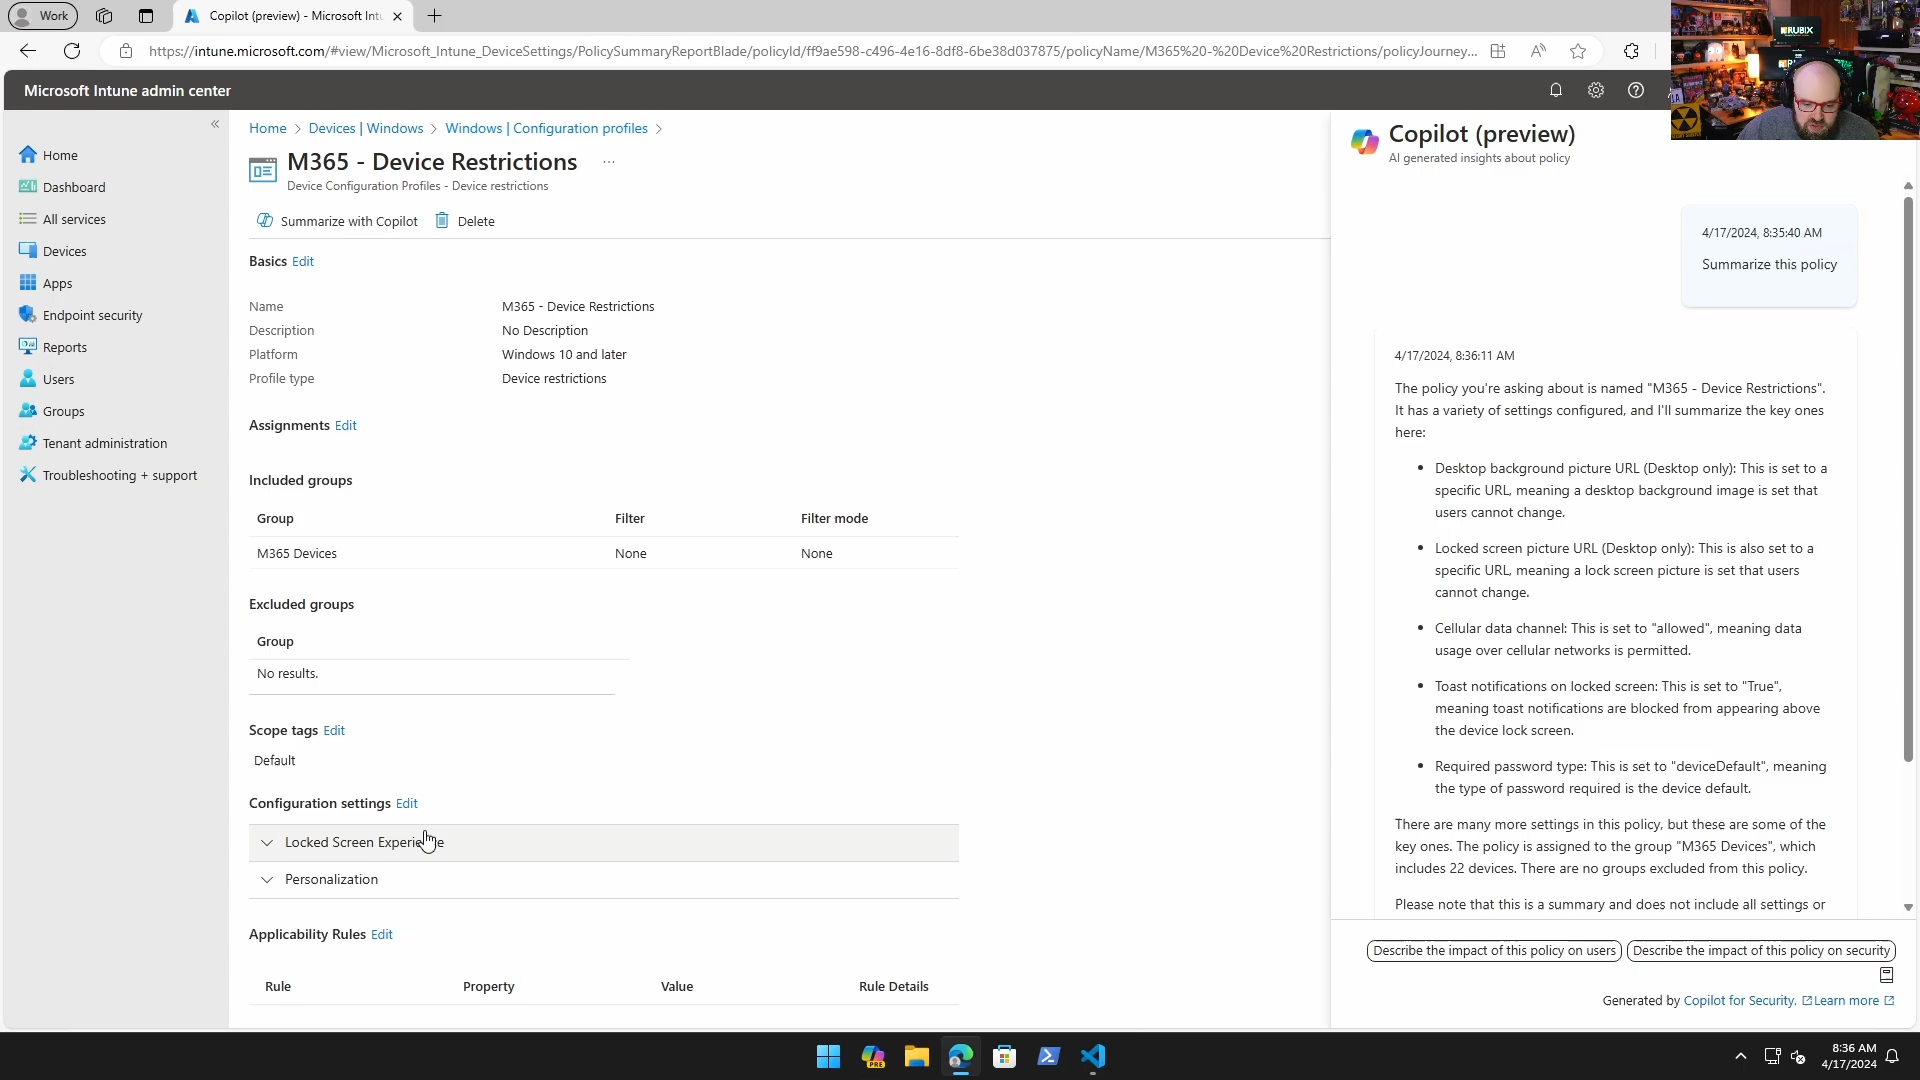 Work
Copilot (preview) - Microsoft Intu
https://intune.microsoft.com/#view/Microsoft_Intune_DeviceSettings/PolicySummaryReportBlade/policyId/ff9ae598-c496-4e16-8df8-6be38d037875/policyName/M365%20-%20Device%20Restrictions/policyJourney...
RUBIX
Microsoft Intune admin center
Home
Dashboard
All services
Devices
Apps
Endpoint security
Reports
Users
Groups
Tenant administration
Troubleshooting + support
Home > Devices | Windows > Windows | Configuration profiles >
M365 - Device Restrictions ...
Device Configuration Profiles - Device restrictions
Summarize with Copilot Delete
Basics Edit
Name M365 - Device Restrictions
Description No Description
Platform Windows 10 and later
Profile type Device restrictions
Assignments Edit
Included groups
Group Filter Filter mode
M365 Devices None None
Excluded groups
Group
No results.
Scope tags Edit
Default
Configuration settings Edit
Locked Screen Experience
Personalization
Applicability Rules Edit
Rule Property Value Rule Details
Copilot (preview)
AI generated insights about policy
4/17/2024, 8:35:40 AM
Summarize this policy
4/17/2024, 8:36:11 AM
The policy you're asking about is named "M365 - Device Restrictions".
It has a variety of settings configured, and I'll summarize the key ones
here:
• Desktop background picture URL (Desktop only): This is set to a
specific URL, meaning a desktop background image is set that
users cannot change.
• Locked screen picture URL (Desktop only): This is also set to a
specific URL, meaning a lock screen picture is set that users
cannot change.
• Cellular data channel: This is set to "allowed", meaning data
usage over cellular networks is permitted.
• Toast notifications on locked screen: This is set to "True",
meaning toast notifications are blocked from appearing above
the device lock screen.
• Required password type: This is set to "deviceDefault", meaning
the type of password required is the device default.
There are many more settings in this policy, but these are some of the
key ones. The policy is assigned to the group "M365 Devices", which
includes 22 devices. There are no groups excluded from this policy.
Please note that this is a summary and does not include all settings or
Describe the impact of this policy on users Describe the impact of this policy on security
Generated by Copilot for Security. Learn more
PRE
8:36 AM
4/17/2024